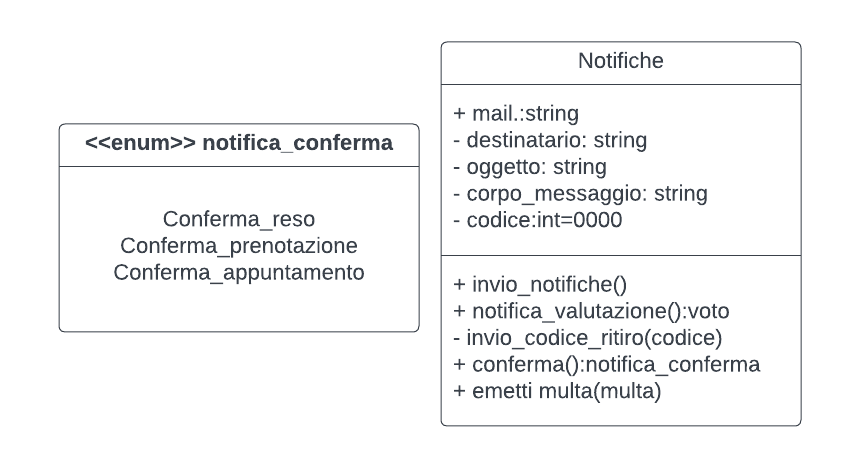 <<enum>> notifica_conferma
Conferma_reso
Conferma_prenotazione
Conferma_appuntamento
Notifiche
+ mail.:string
- destinatario: string
- oggetto: string
- corpo_messaggio: string
- codice:int=0000
+ invio_notifiche()
+ notifica_valutazione():voto
- invio_codice_ritiro(codice)
+ conferma():notifica_conferma
+ emetti multa(multa)